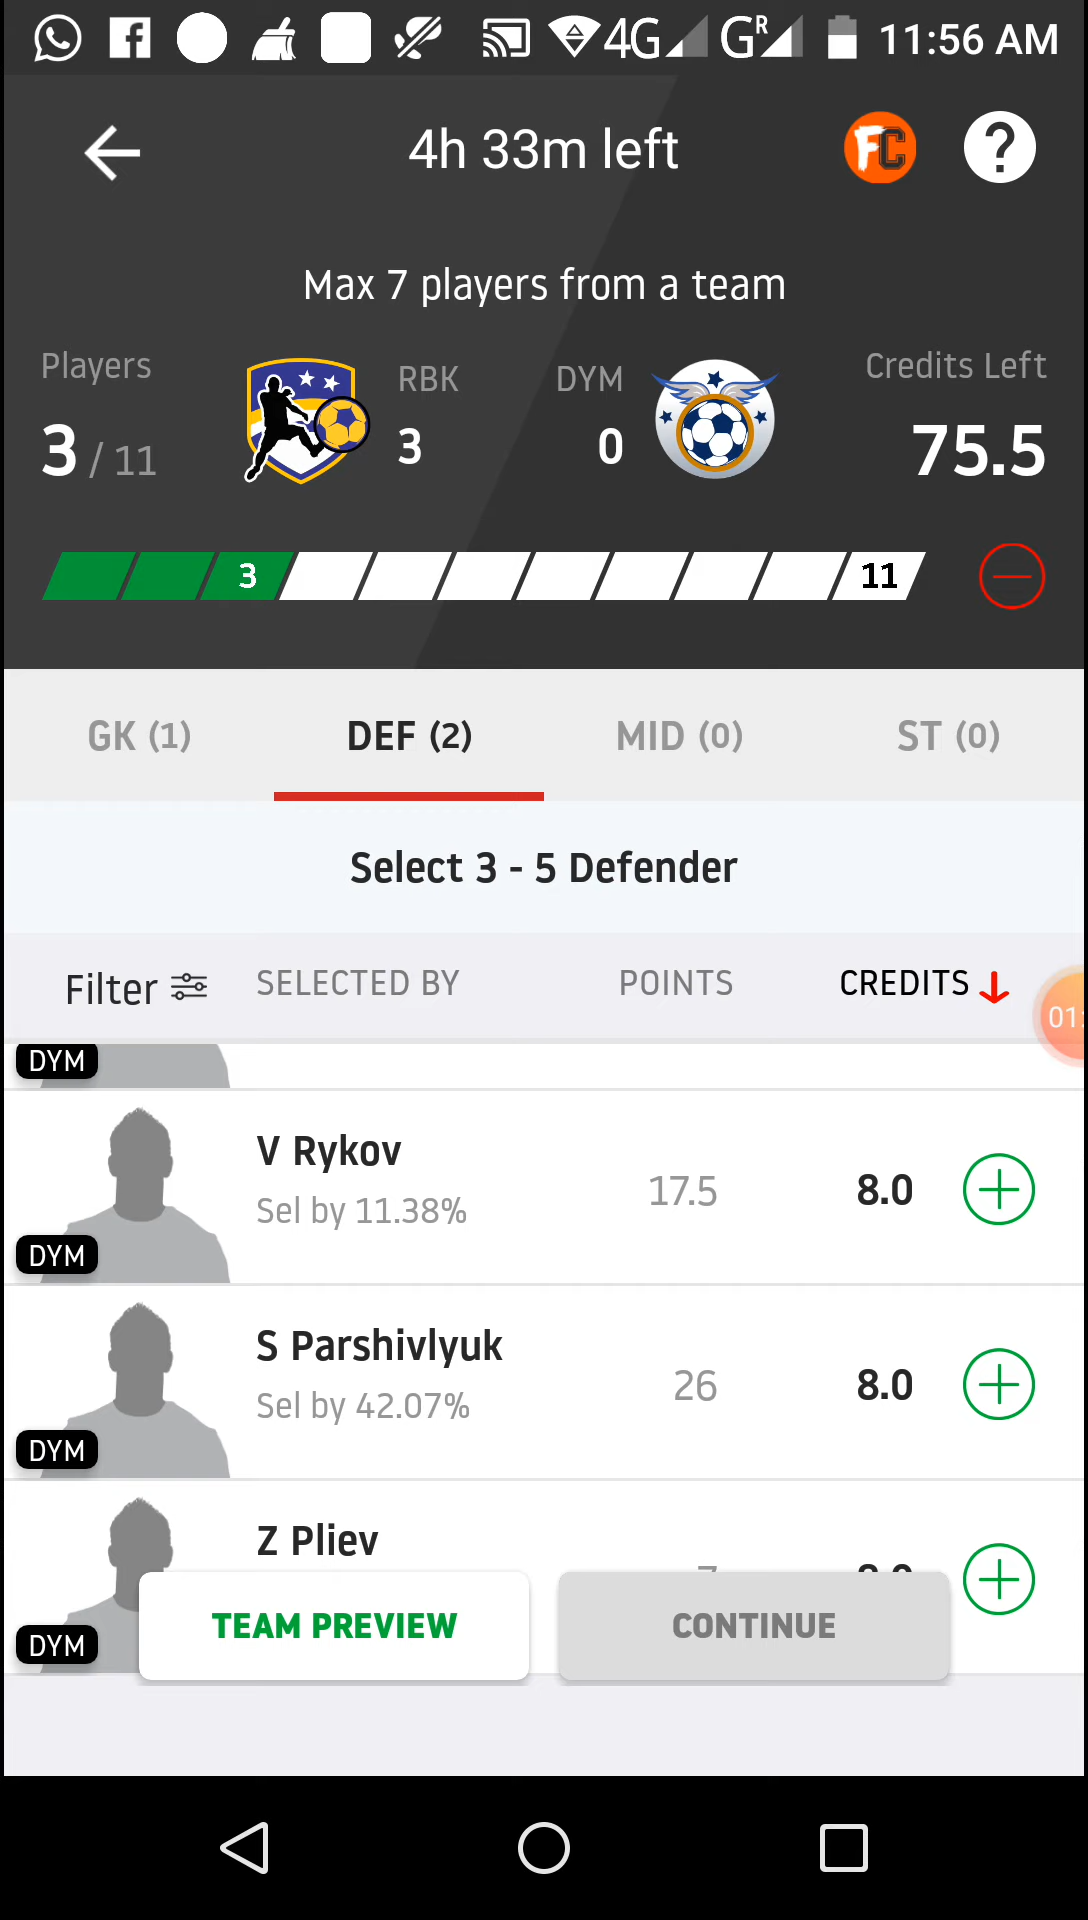 4G GR 11:56 AM
4h 33m left FC ?
Max 7 players from a team
Players RBK DYM Credits Left
3 / 11 3 0 75.5
3 11
GK (1) DEF (2) MID (0) ST (0)
Select 3 - 5 Defender
Filter SELECTED BY POINTS CREDITS
01:
DYM
V Rykov
17.5 8.0
Sel by 11.38%
DYM
S Parshivlyuk
26 8.0
Sel by 42.07%
DYM
Z Pliev
TEAM PREVIEW CONTINUE
DYM